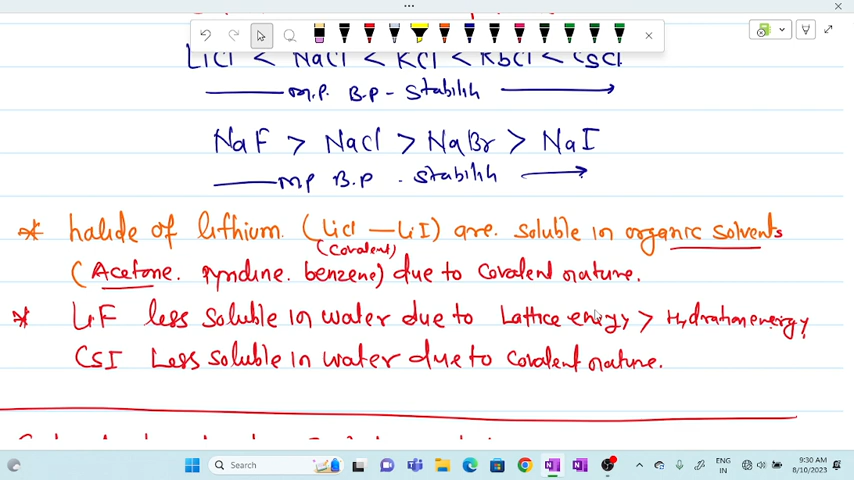 LiCl < NaCl < KCl < RbCl < CsCl
M.P. B.P - Stability
NaF > NaCl > NaBr > NaI
MP B.P - Stability
* halide of lithium (LiCl — LiI) are soluble in organic solvents
(Covalent)
(Acetone. Pyridine. benzene) due to Covalent nature.
* LiF less soluble in water due to Lattice energy > Hydration energy
CsI Less soluble in water due to Covalent nature.
Search
ENG
IN
9:30 AM
8/10/2023